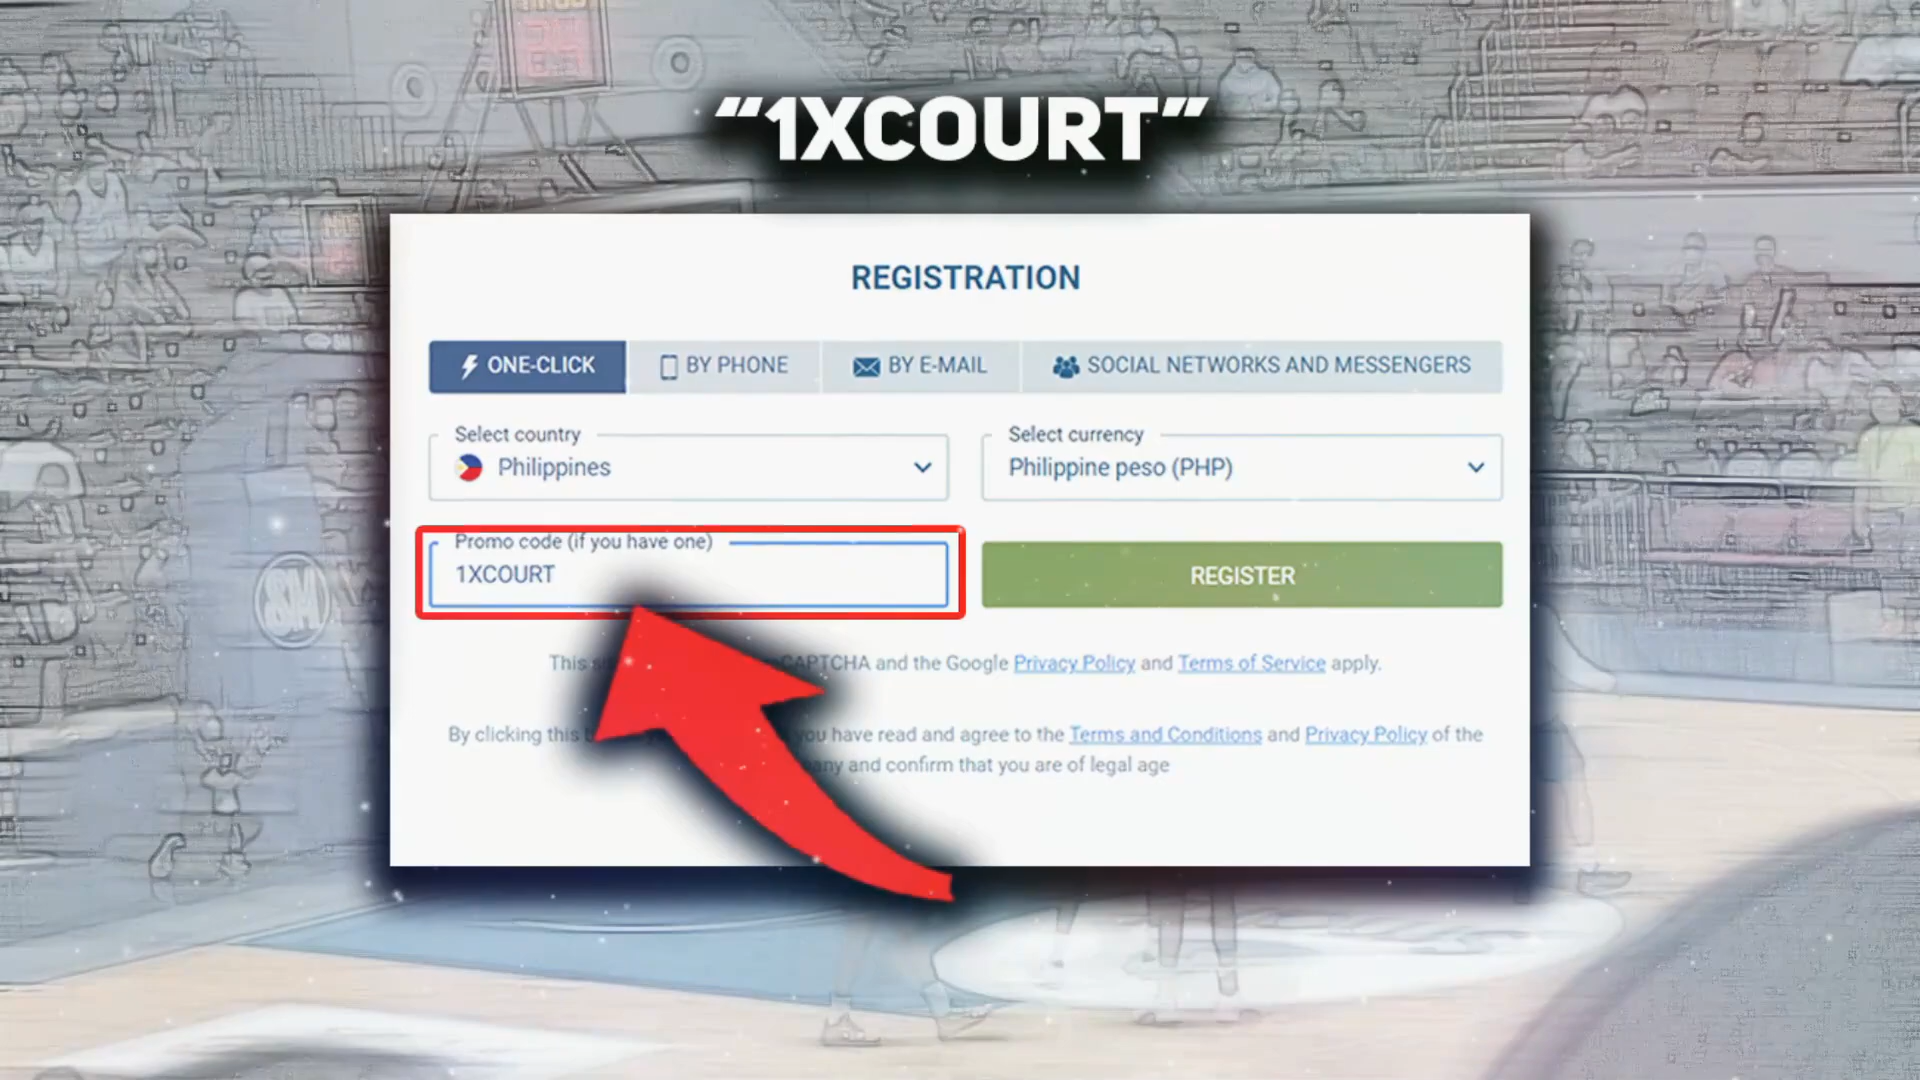 "1XCOURT"
REGISTRATION
ONE-CLICK BY PHONE BY E-MAIL SOCIAL NETWORKS AND MESSENGERS
Select country Select currency
Philippines Philippine peso (PHP)
Promo code (if you have one)
1XCOURT REGISTER
This CAPTCHA and the Google Privacy Policy and Terms of Service apply.
By clicking this you have read and agree to the Terms and Conditions and Privacy Policy of the
and confirm that you are of legal age
SM